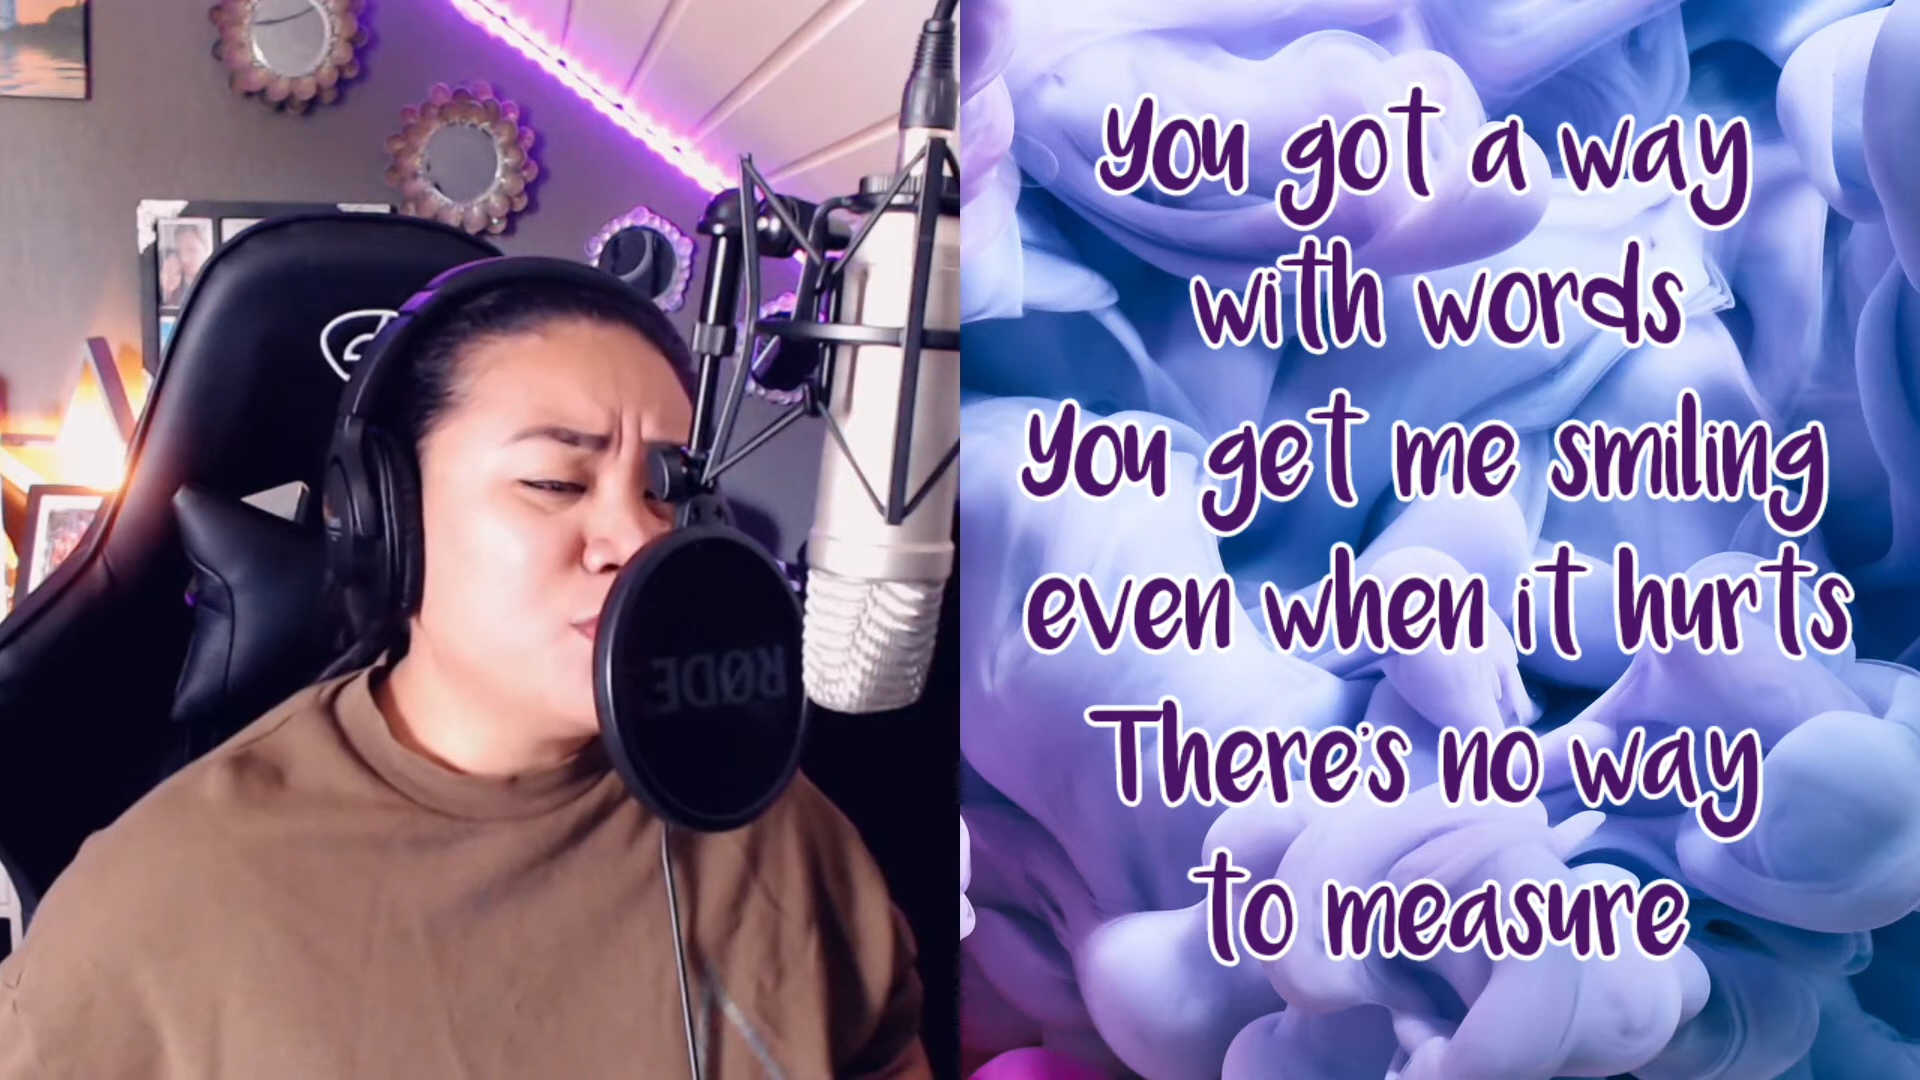 RØDE
You got a way
with words
You get me smiling
even when it hurts
There's no way
to measure